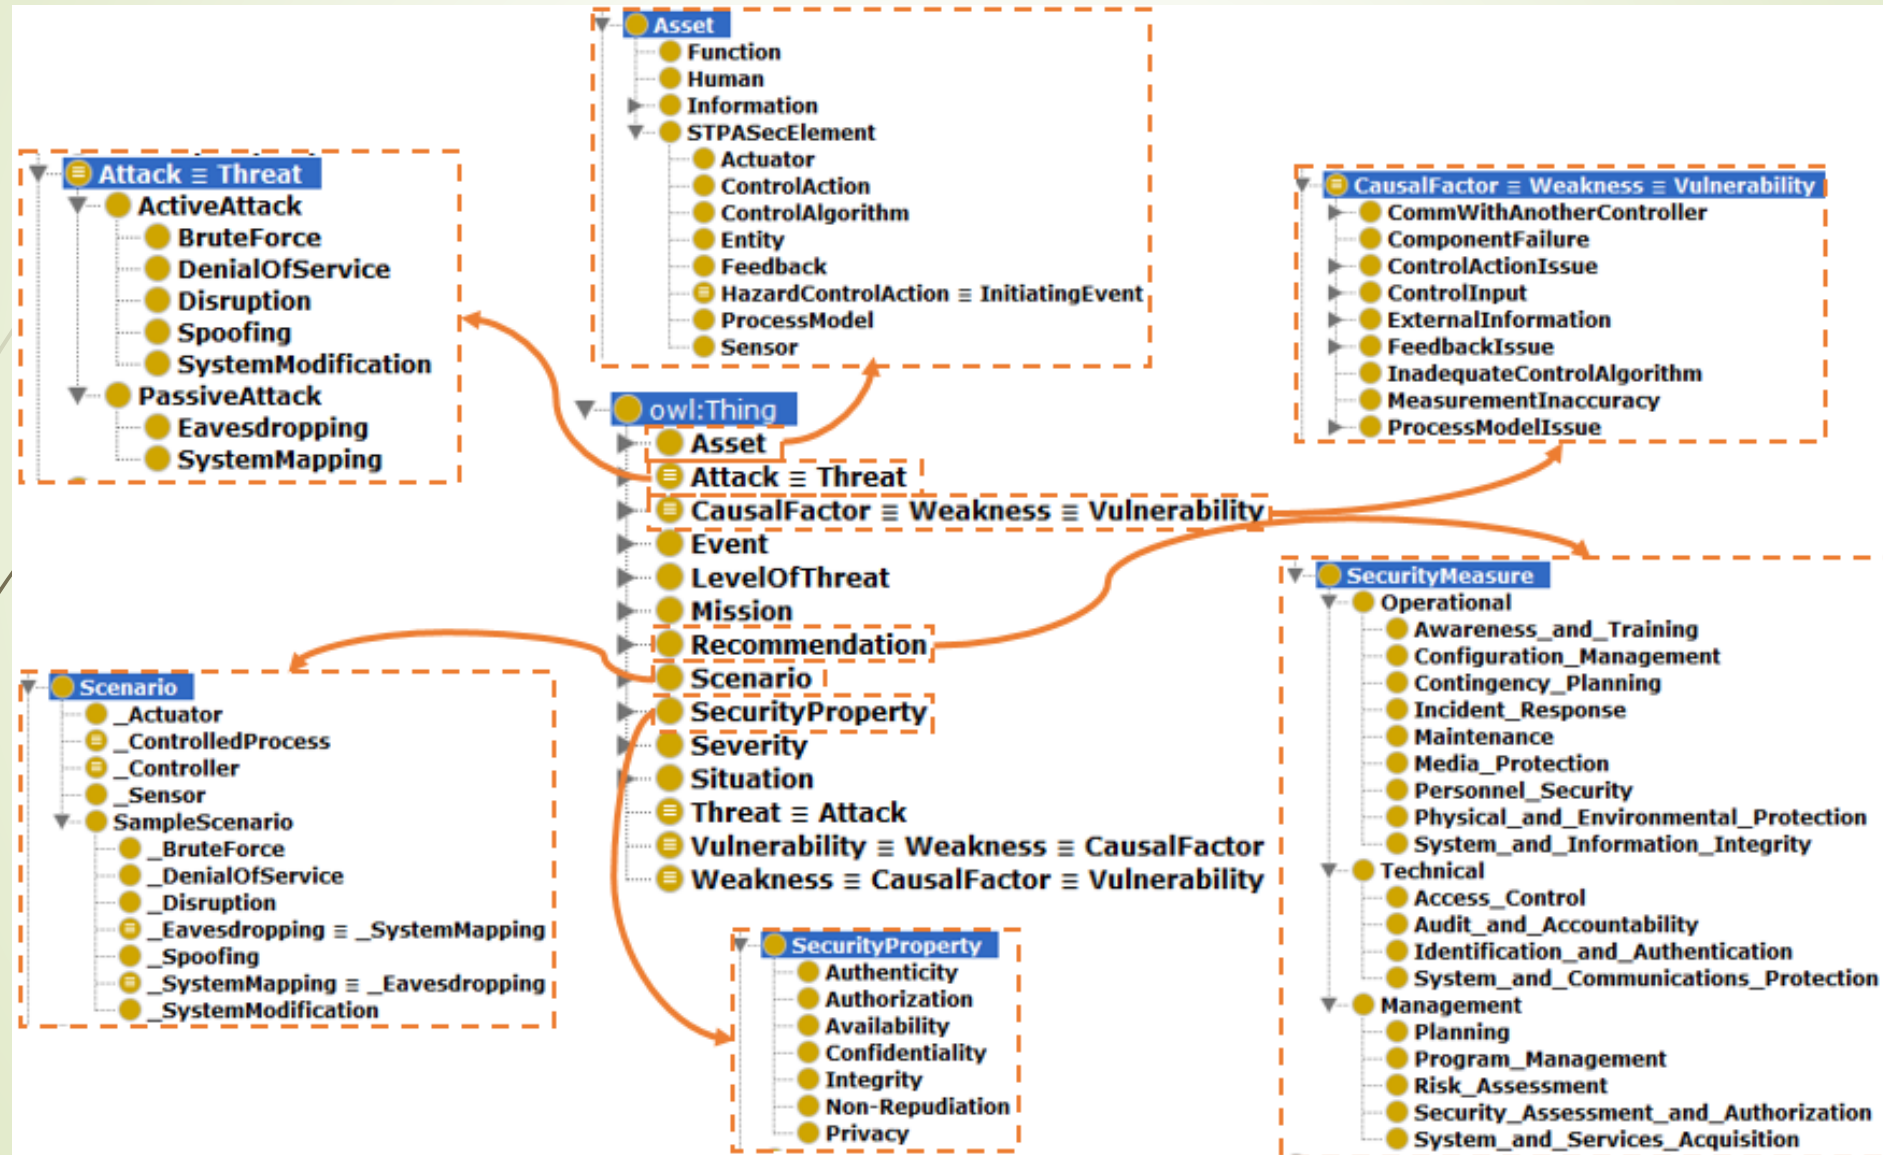 Asset
Function
Human
Information
STPASecElement
Actuator
ControlAction
ControlAlgorithm
Entity
Feedback
HazardControlAction ≡ InitiatingEvent
ProcessModel
Sensor
Attack ≡ Threat
ActiveAttack
BruteForce
DenialOfService
Disruption
Spoofing
SystemModification
PassiveAttack
Eavesdropping
SystemMapping
CausalFactor ≡ Weakness ≡ Vulnerability
CommWithAnotherController
ComponentFailure
ControlActionIssue
ControlInput
ExternalInformation
FeedbackIssue
InadequateControlAlgorithm
MeasurementInaccuracy
ProcessModelIssue
owl:Thing
Asset
Attack ≡ Threat
CausalFactor ≡ Weakness ≡ Vulnerability
Event
LevelOfThreat
Mission
Recommendation
Scenario
SecurityProperty
Severity
Situation
Threat ≡ Attack
Vulnerability ≡ Weakness ≡ CausalFactor
Weakness ≡ CausalFactor ≡ Vulnerability
Scenario
_Actuator
_ControlledProcess
_Controller
_Sensor
SampleScenario
_BruteForce
_DenialOfService
_Disruption
_Eavesdropping ≡ _SystemMapping
_Spoofing
_SystemMapping ≡ _Eavesdropping
_SystemModification
SecurityProperty
Authenticity
Authorization
Availability
Confidentiality
Integrity
Non-Repudiation
Privacy
SecurityMeasure
Operational
Awareness_and_Training
Configuration_Management
Contingency_Planning
Incident_Response
Maintenance
Media_Protection
Personnel_Security
Physical_and_Environmental_Protection
System_and_Information_Integrity
Technical
Access_Control
Audit_and_Accountability
Identification_and_Authentication
System_and_Communications_Protection
Management
Planning
Program_Management
Risk_Assessment
Security_Assessment_and_Authorization
System_and_Services_Acquisition